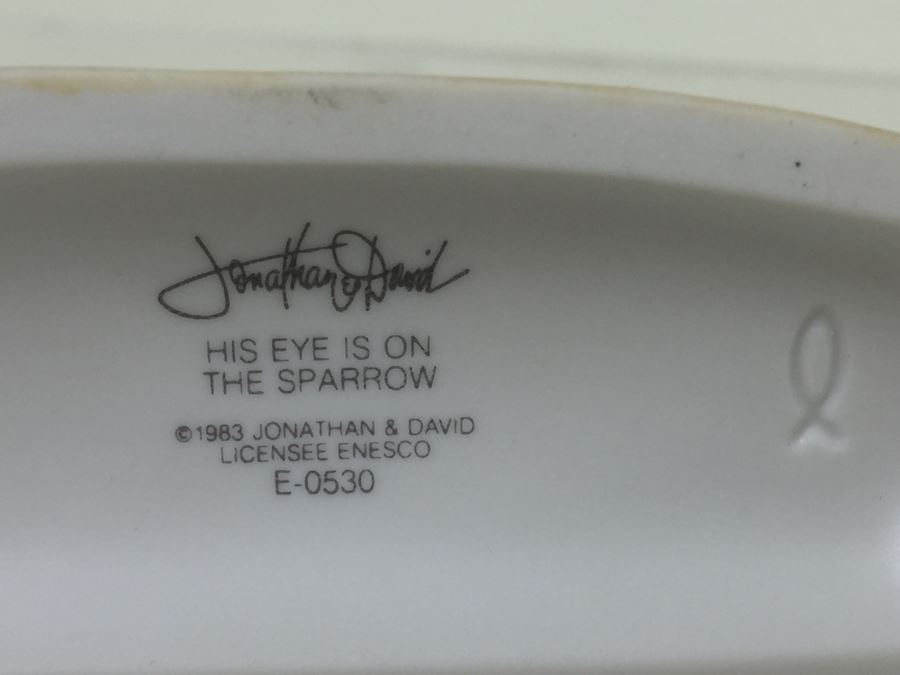 Jonathan & David
HIS EYE IS ON
THE SPARROW
©1983 JONATHAN & DAVID
LICENSEE ENESCO
E-0530